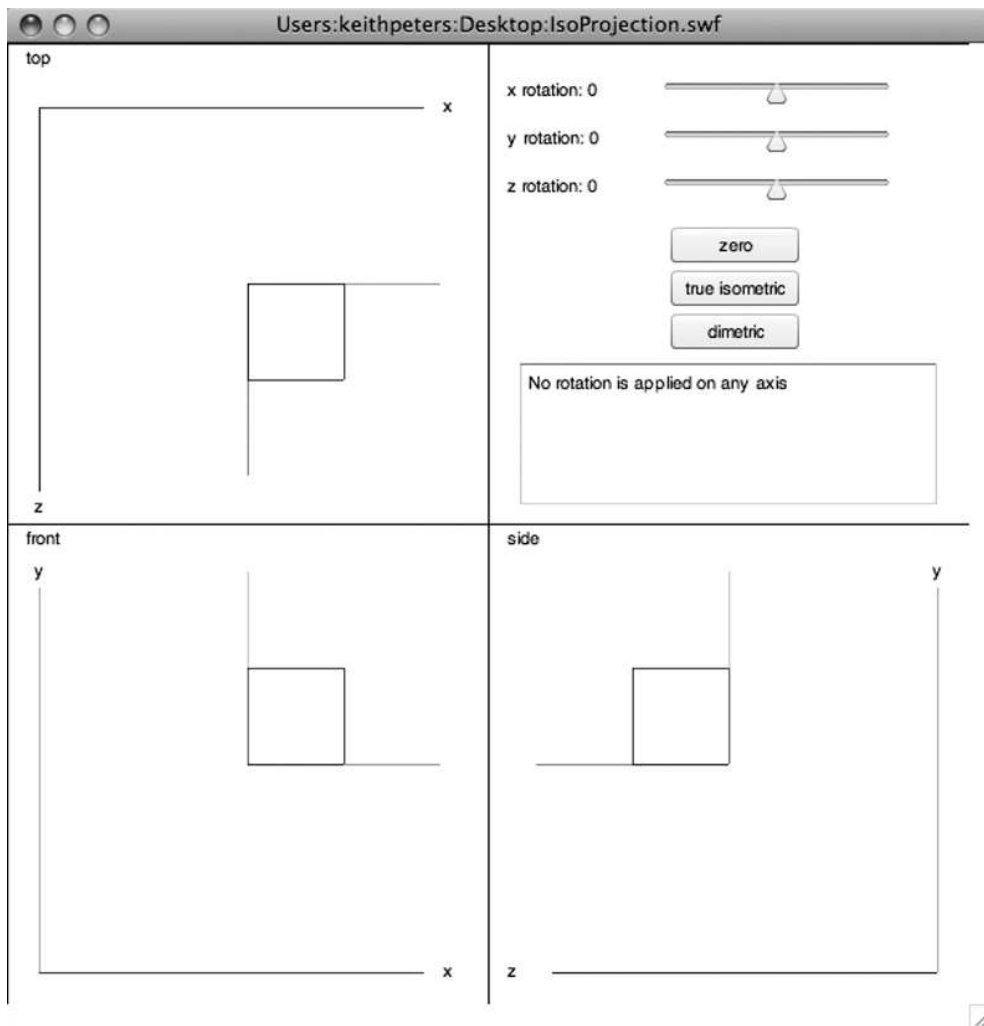 Users:keithpeters:Desktop:IsoProjection.swf
top
x
z
x rotation: 0
y rotation: 0
z rotation: 0
zero
true isometric
dimetric
No rotation is applied on any axis
front
y
x
side
y
z